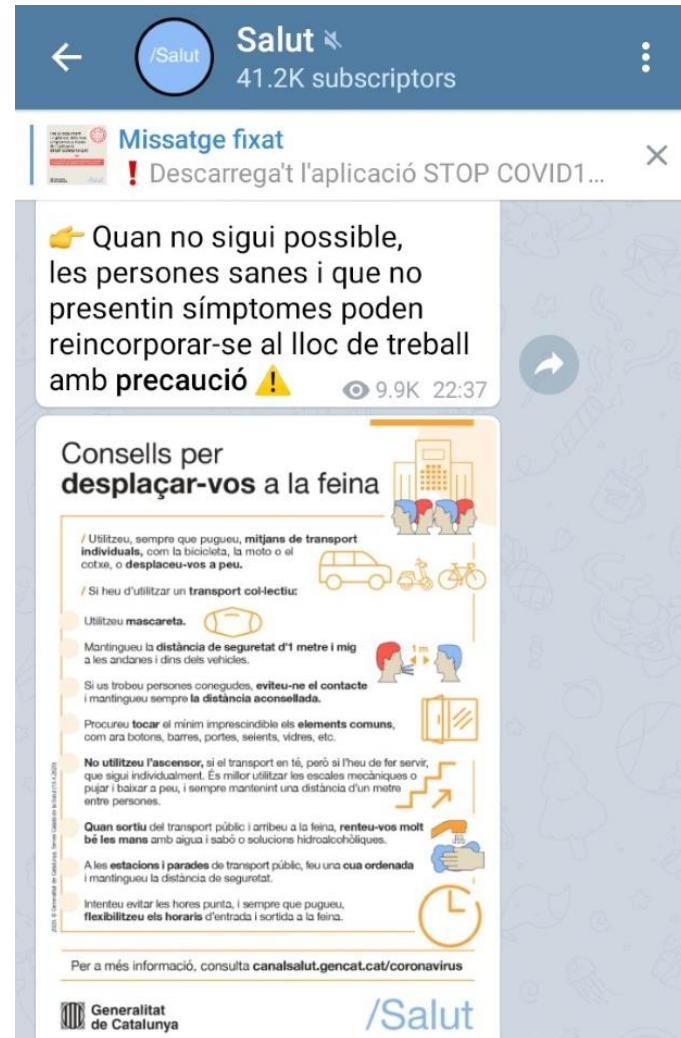 Salut
/Salut
41.2K subscriptors
Missatge fixat
❗ Descarrega't l'aplicació STOP COVID1...
👉 Quan no sigui possible,
les persones sanes i que no
presentin símptomes poden
reincorporar-se al lloc de treball
amb precaució ⚠️
9.9K 22:37
Consells per
desplaçar-vos a la feina
/ Utilitzeu, sempre que pugueu, mitjans de transport
individuals, com la bicicleta, la moto o el
cotxe, o desplaceu-vos a peu.
/ Si heu d'utilitzar un transport col·lectiu:
Utilitzeu mascareta.
Mantingueu la distància de seguretat d'1 metre i mig
a les andanes i dins dels vehicles.
1 m
Si us trobeu persones conegudes, eviteu-ne el contacte
i mantingueu sempre la distància aconsellada.
Procureu tocar el mínim imprescindible els elements comuns,
com ara botons, barres, portes, seients, vidres, etc.
No utilitzeu l'ascensor, si el transport en té, però si l'heu de fer servir,
que sigui individualment. És millor utilitzar les escales mecàniques o
pujar i baixar a peu, i sempre mantenint una distància d'un metre
entre persones.
Quan sortiu del transport públic i arribeu a la feina, renteu-vos molt
bé les mans amb aigua i sabó o solucions hidroalcohòliques.
A les estacions i parades de transport públic, feu una cua ordenada
i mantingueu la distància de seguretat.
Intenteu evitar les hores punta, i sempre que pugueu,
flexibilitzeu els horaris d'entrada i sortida a la feina.
Per a més informació, consulta canalsalut.gencat.cat/coronavirus
Generalitat
de Catalunya
/Salut